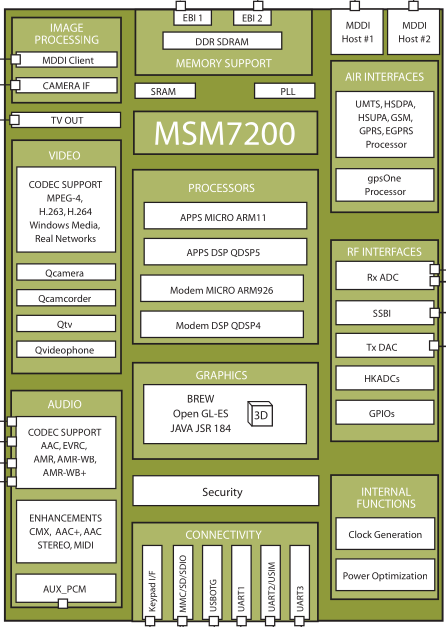 IMAGE
PROCESSING
MDDI Client
CAMERA IF
TV OUT
VIDEO
CODEC SUPPORT
MPEG-4,
H.263, H.264
Windows Media,
Real Networks
Qcamera
Qcamcorder
Qtv
Qvideophone
AUDIO
CODEC SUPPORT
AAC, EVRC,
AMR, AMR-WB,
AMR-WB+
ENHANCEMENTS
CMX, AAC+, AAC
STEREO, MIDI
AUX_PCM
EBI 1
EBI 2
DDR SDRAM
MEMORY SUPPORT
SRAM
PLL
MSM7200
PROCESSORS
APPS MICRO ARM11
APPS DSP QDSP5
Modem MICRO ARM926
Modem DSP QDSP4
GRAPHICS
BREW
Open GL-ES
JAVA JSR 184
3D
Security
CONNECTIVITY
Keypad I/F
MMC/SD/SDIO
USBOTG
UART1
UART2/USIM
UART3
MDDI
Host #1
MDDI
Host #2
AIR INTERFACES
UMTS, HSDPA,
HSUPA, GSM,
GPRS, EGPRS
Processor
gpsOne
Processor
RF INTERFACES
Rx ADC
SSBI
Tx DAC
HKADCs
GPIOs
INTERNAL
FUNCTIONS
Clock Generation
Power Optimization